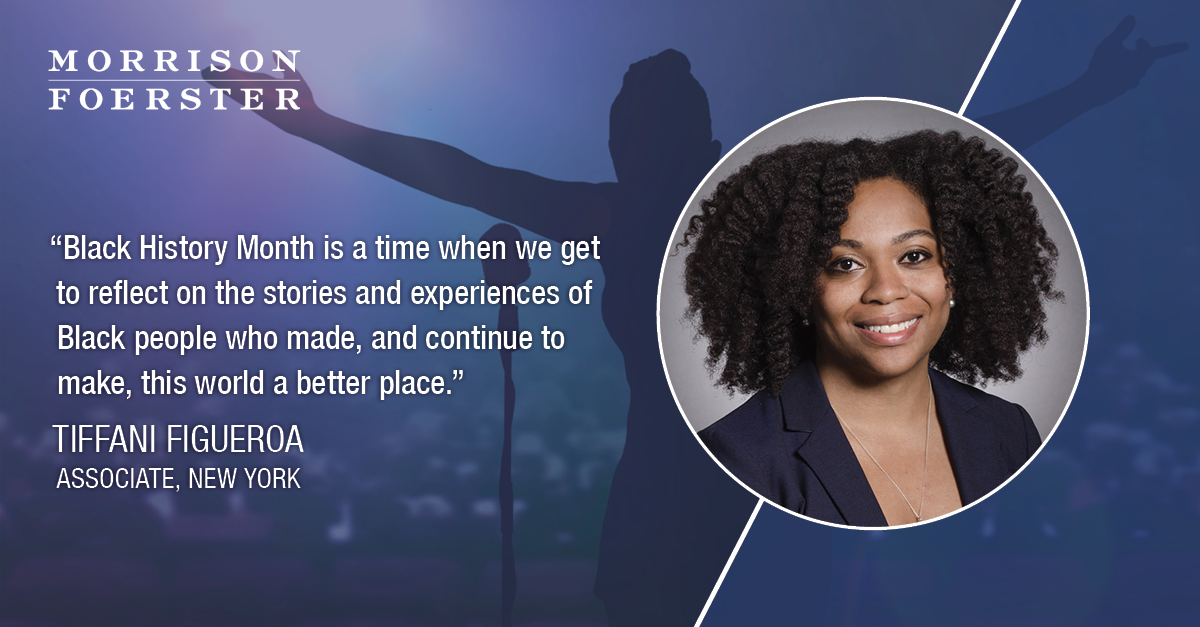 MORRISON
FOERSTER
“Black History Month is a time when we get
to reflect on the stories and experiences of
Black people who made, and continue to
make, this world a better place.”
TIFFANI FIGUEROA
ASSOCIATE, NEW YORK